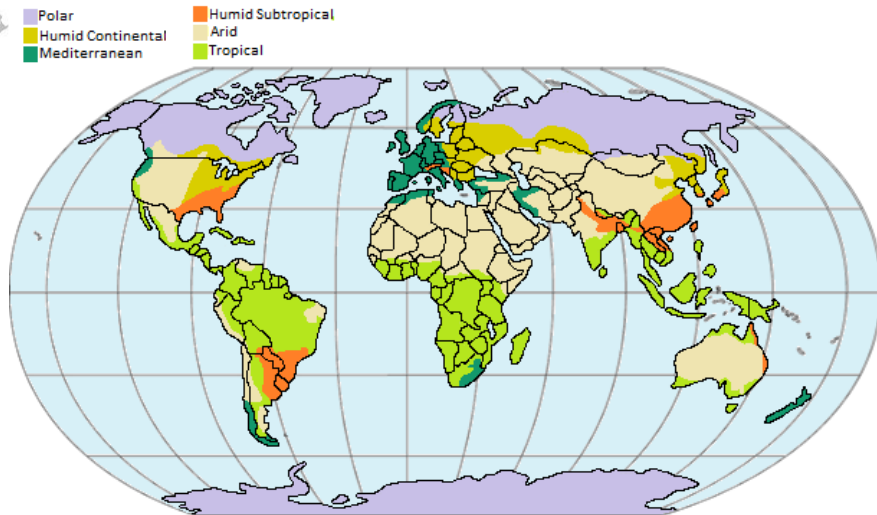 Polar
Humid Continental
Mediterranean
Humid Subtropical
Arid
Tropical